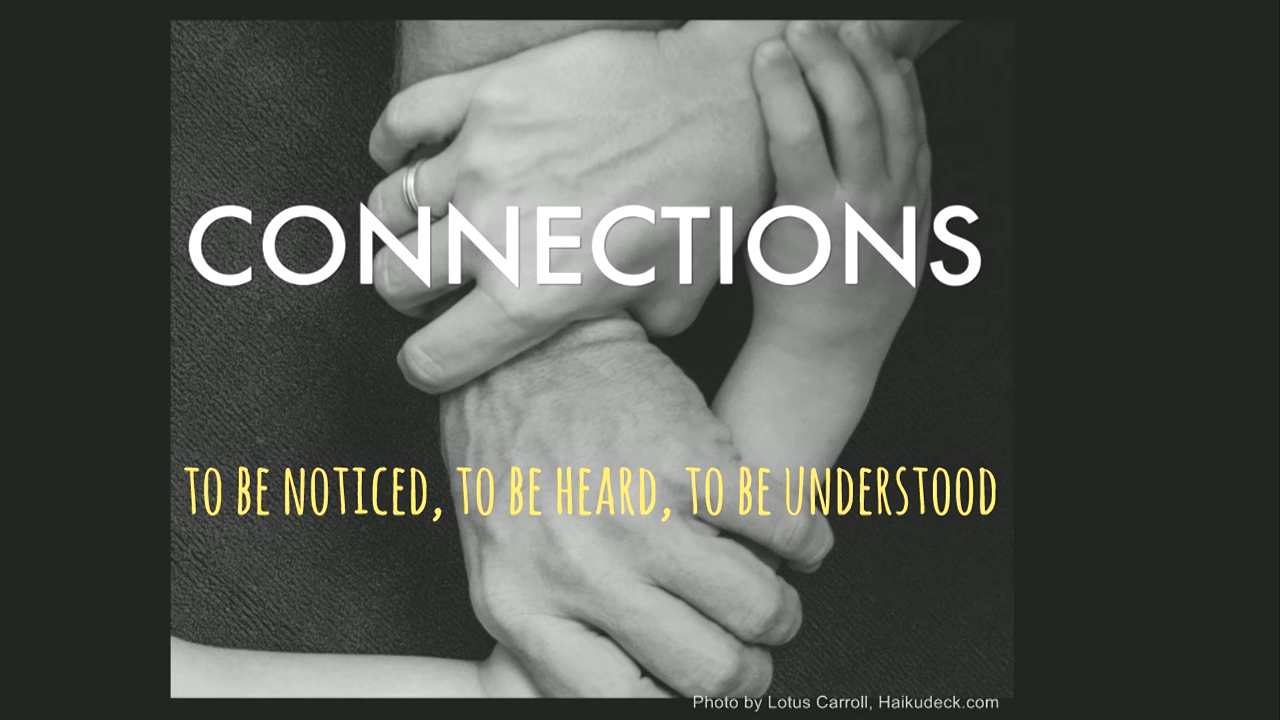 CONNECTIONS
TO BE NOTICED, TO BE HEARD, TO BE UNDERSTOOD
Photo by Lotus Carroll, Haikudeck.com